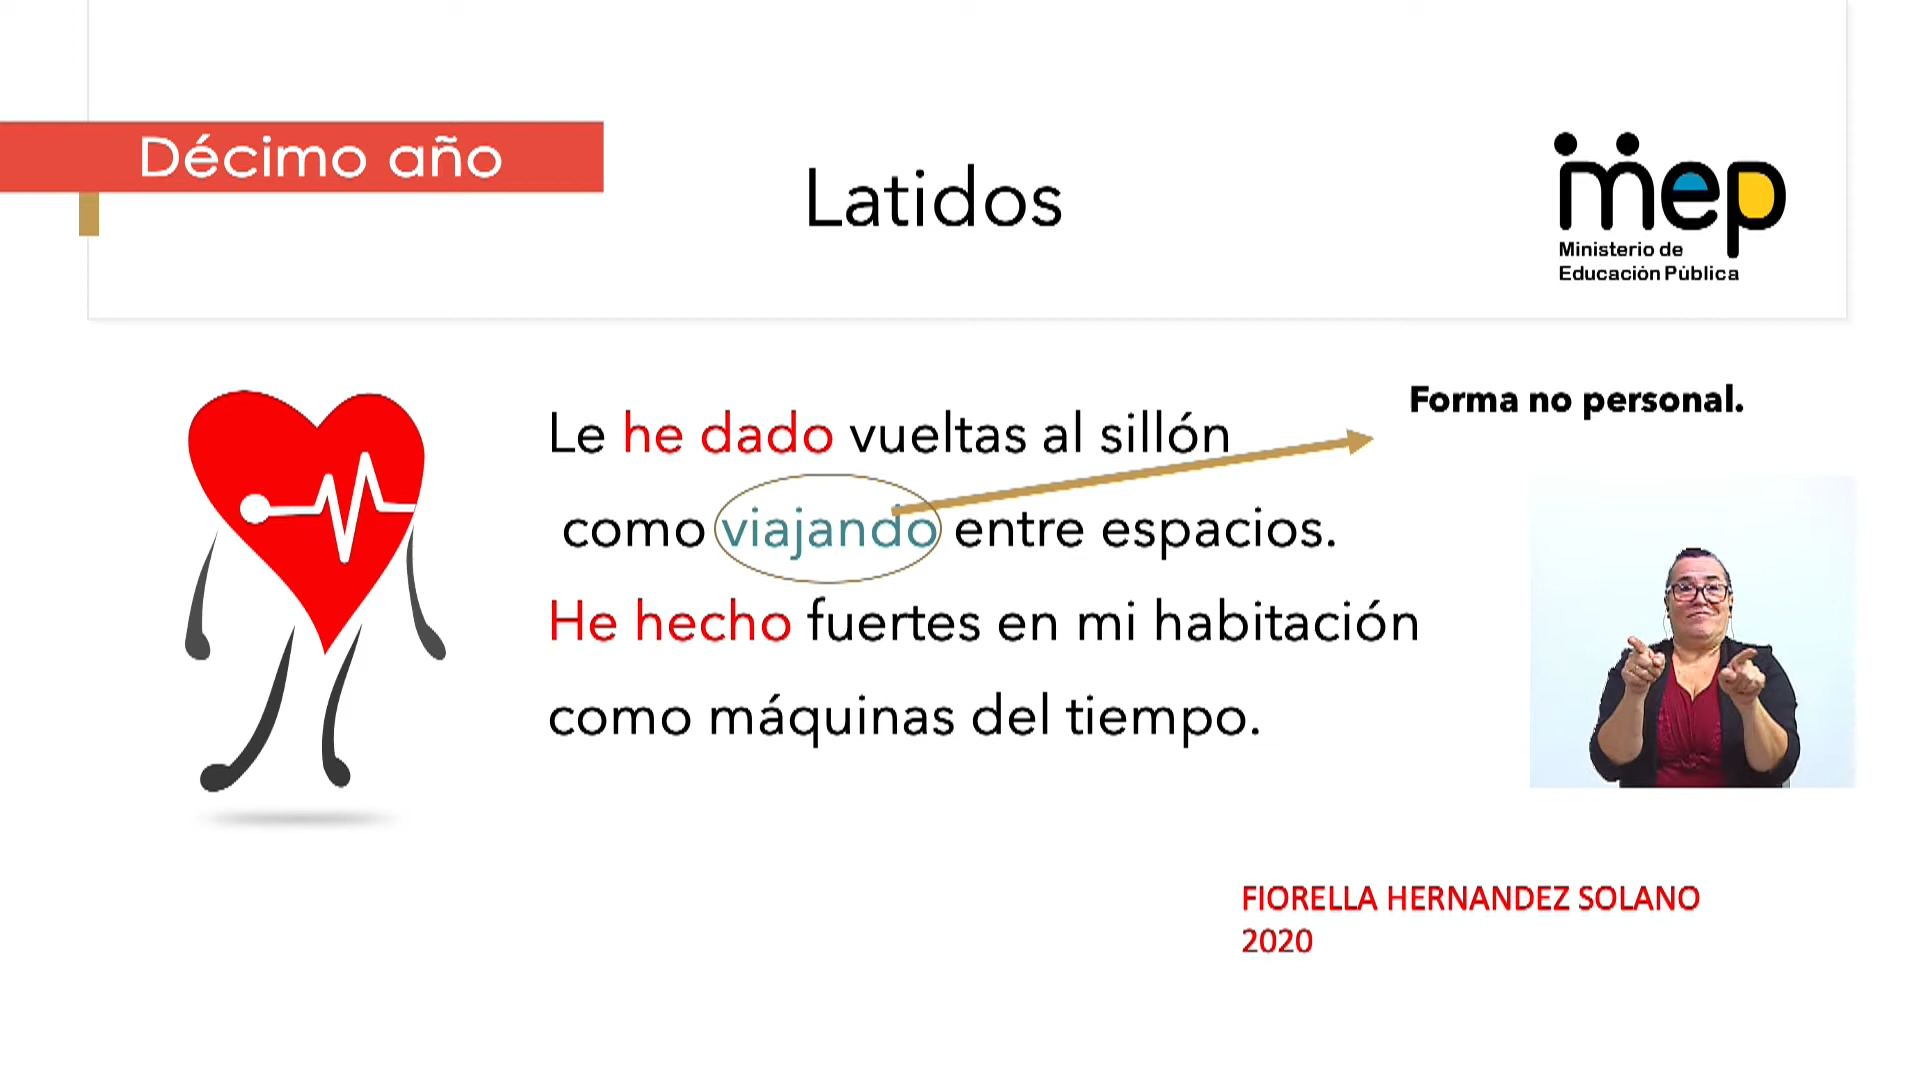 Décimo año
Latidos
mep
Ministerio de
Educación Pública
Forma no personal.
Le he dado vueltas al sillón
como viajando entre espacios.
He hecho fuertes en mi habitación
como máquinas del tiempo.
FIORELLA HERNANDEZ SOLANO
2020